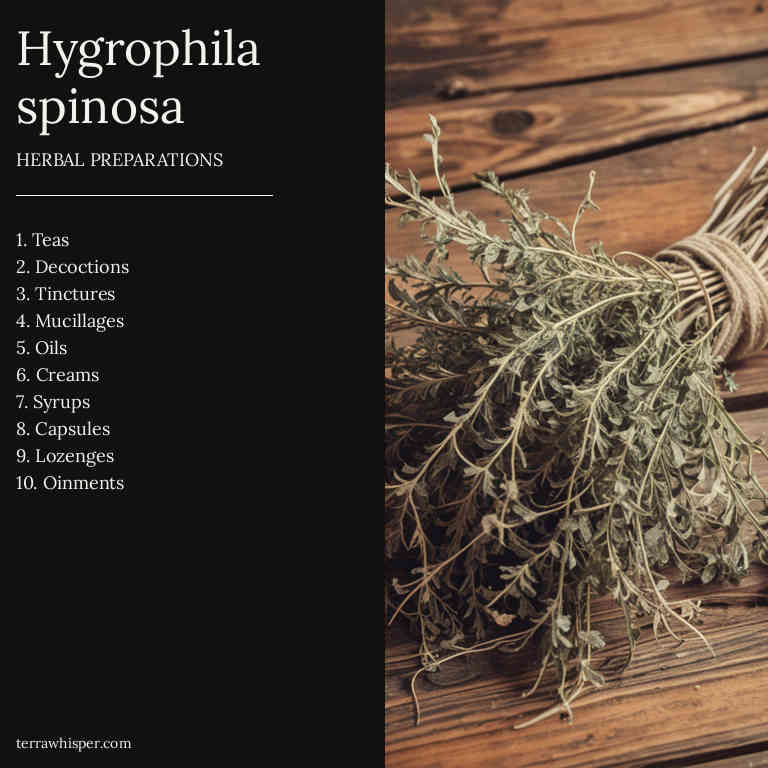 Hygrophila
spinosa
HERBAL PREPARATIONS
1. Teas
2. Decoctions
3. Tinctures
4. Mucillages
5. Oils
6. Creams
7. Syrups
8. Capsules
9. Lozenges
10. Oinments
terrawhisper.com